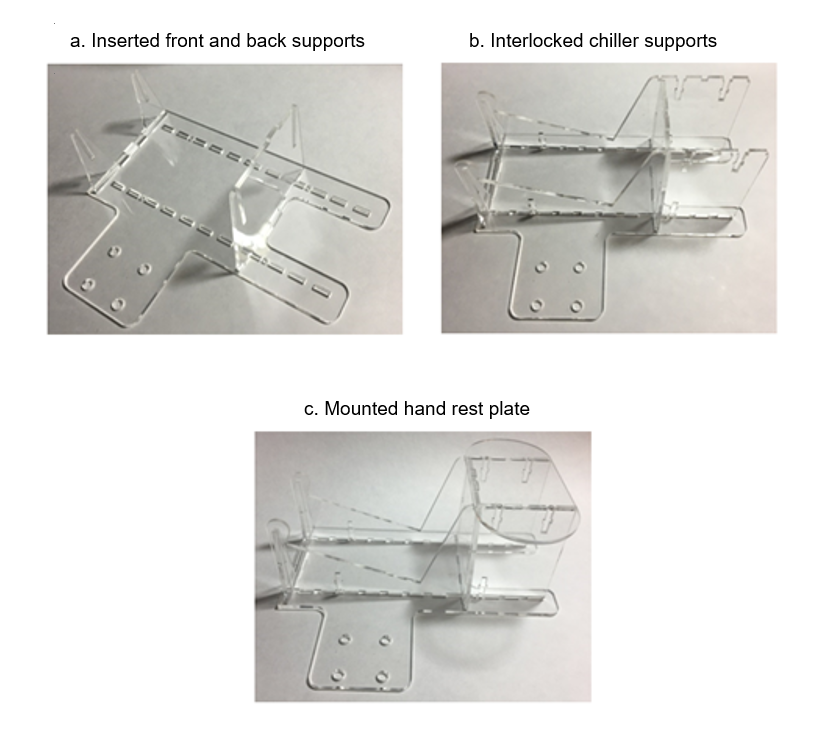 a. Inserted front and back supports
b. Interlocked chiller supports
c. Mounted hand rest plate